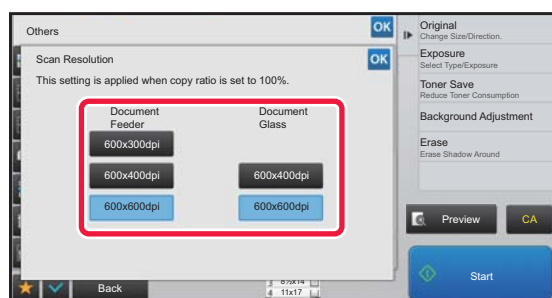 Others
OK
Scan Resolution
OK
This setting is applied when copy ratio is set to 100%.
Document
Feeder
Document
Glass
600x300dpi
600x400dpi
600x400dpi
600x600dpi
600x600dpi
Back
11x17
Original
Change Size/Direction.
Exposure
Select Type/Exposure
Toner Save
Reduce Toner Consumption
Background Adjustment
Erase
Erase Shadow Around
Preview
CA
Start